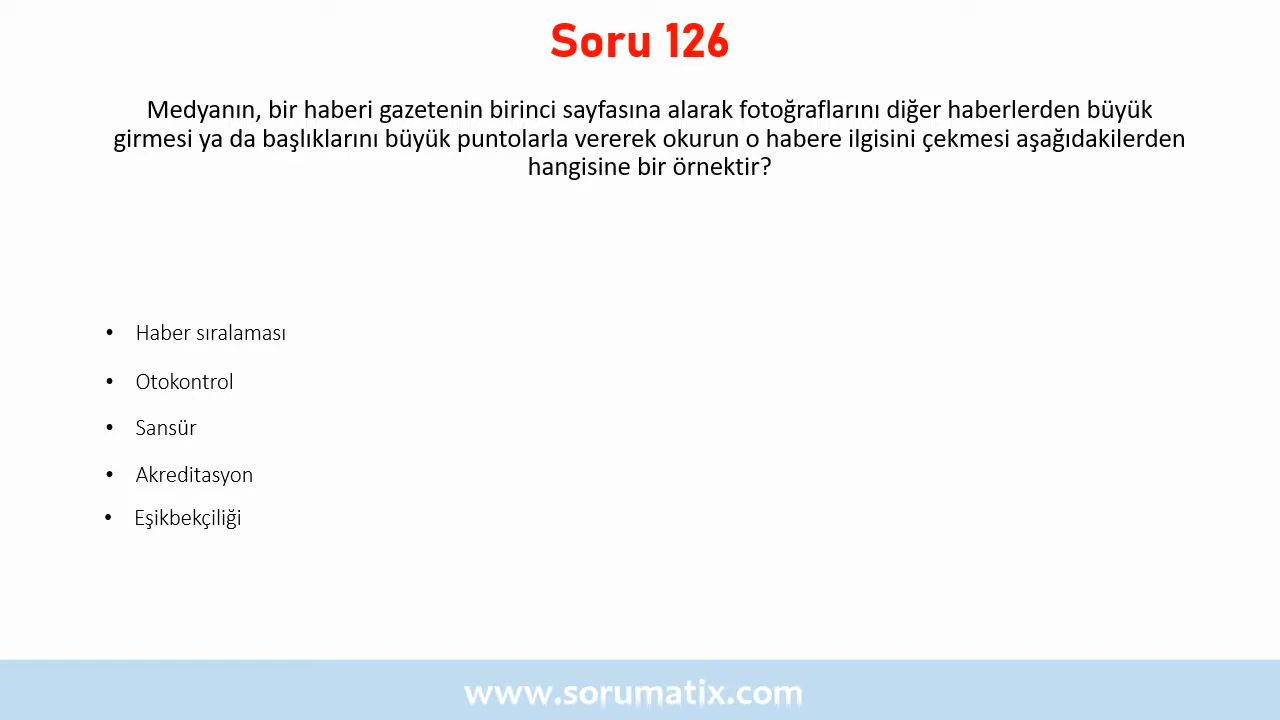 Soru 126
Medyanın, bir haberi gazetenin birinci sayfasına alarak fotoğraflarını diğer haberlerden büyük
girmesi ya da başlıklarını büyük puntolarla vererek okurun o habere ilgisini çekmesi aşağıdakilerden
hangisine bir örnektir?
• Haber sıralaması
• Otokontrol
• Sansür
• Akreditasyon
• Eşikbekçiliği
www.sorumatix.com